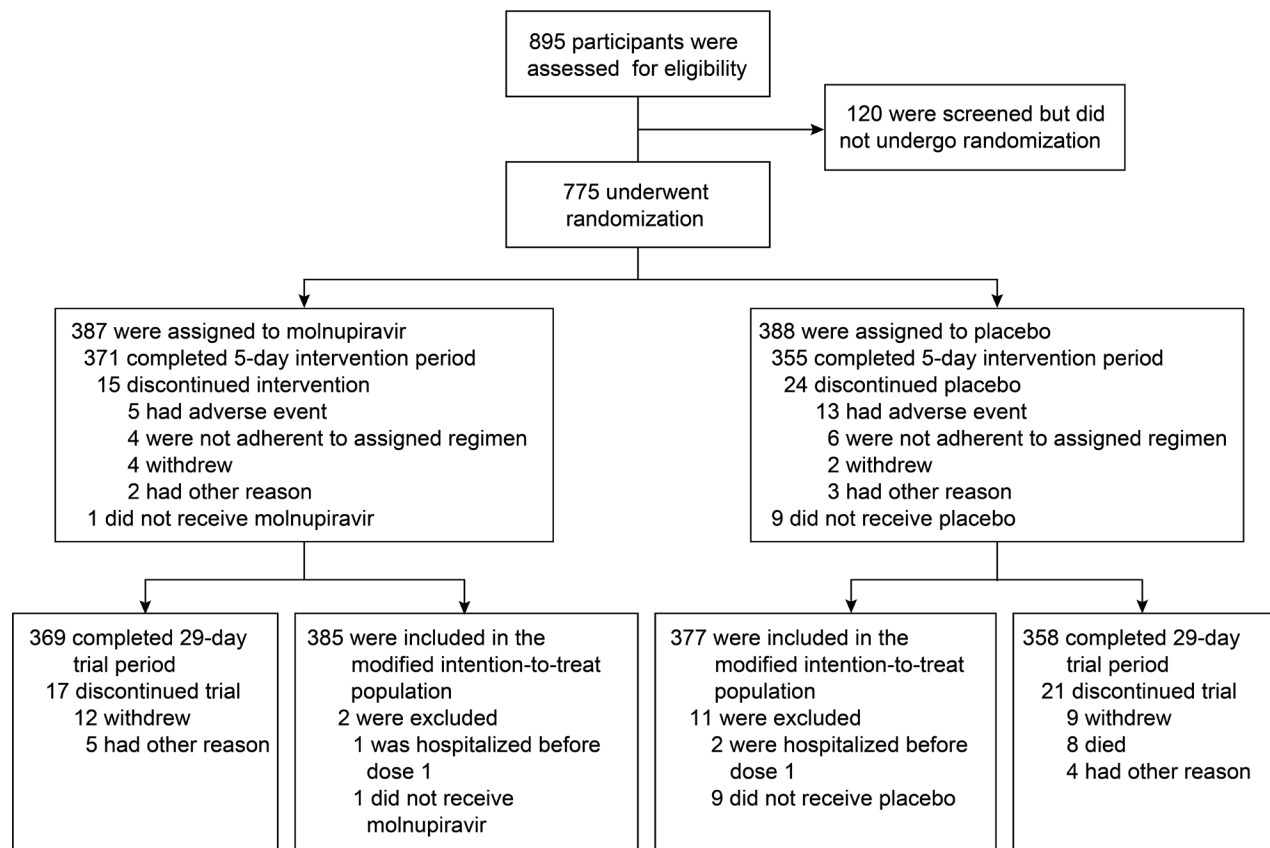 895 participants were
assessed for eligibility
120 were screened but did
not undergo randomization
775 underwent
randomization
387 were assigned to molnupiravir
371 completed 5-day intervention period
15 discontinued intervention
5 had adverse event
4 were not adherent to assigned regimen
4 withdrew
2 had other reason
1 did not receive molnupiravir
388 were assigned to placebo
355 completed 5-day intervention period
24 discontinued placebo
13 had adverse event
6 were not adherent to assigned regimen
2 withdrew
3 had other reason
9 did not receive placebo
369 completed 29-day
trial period
17 discontinued trial
12 withdrew
5 had other reason
385 were included in the
modified intention-to-treat
population
2 were excluded
1 was hospitalized before
dose 1
1 did not receive
molnupiravir
377 were included in the
modified intention-to-treat
population
11 were excluded
2 were hospitalized before
dose 1
9 did not receive placebo
358 completed 29-day
trial period
21 discontinued trial
9 withdrew
8 died
4 had other reason